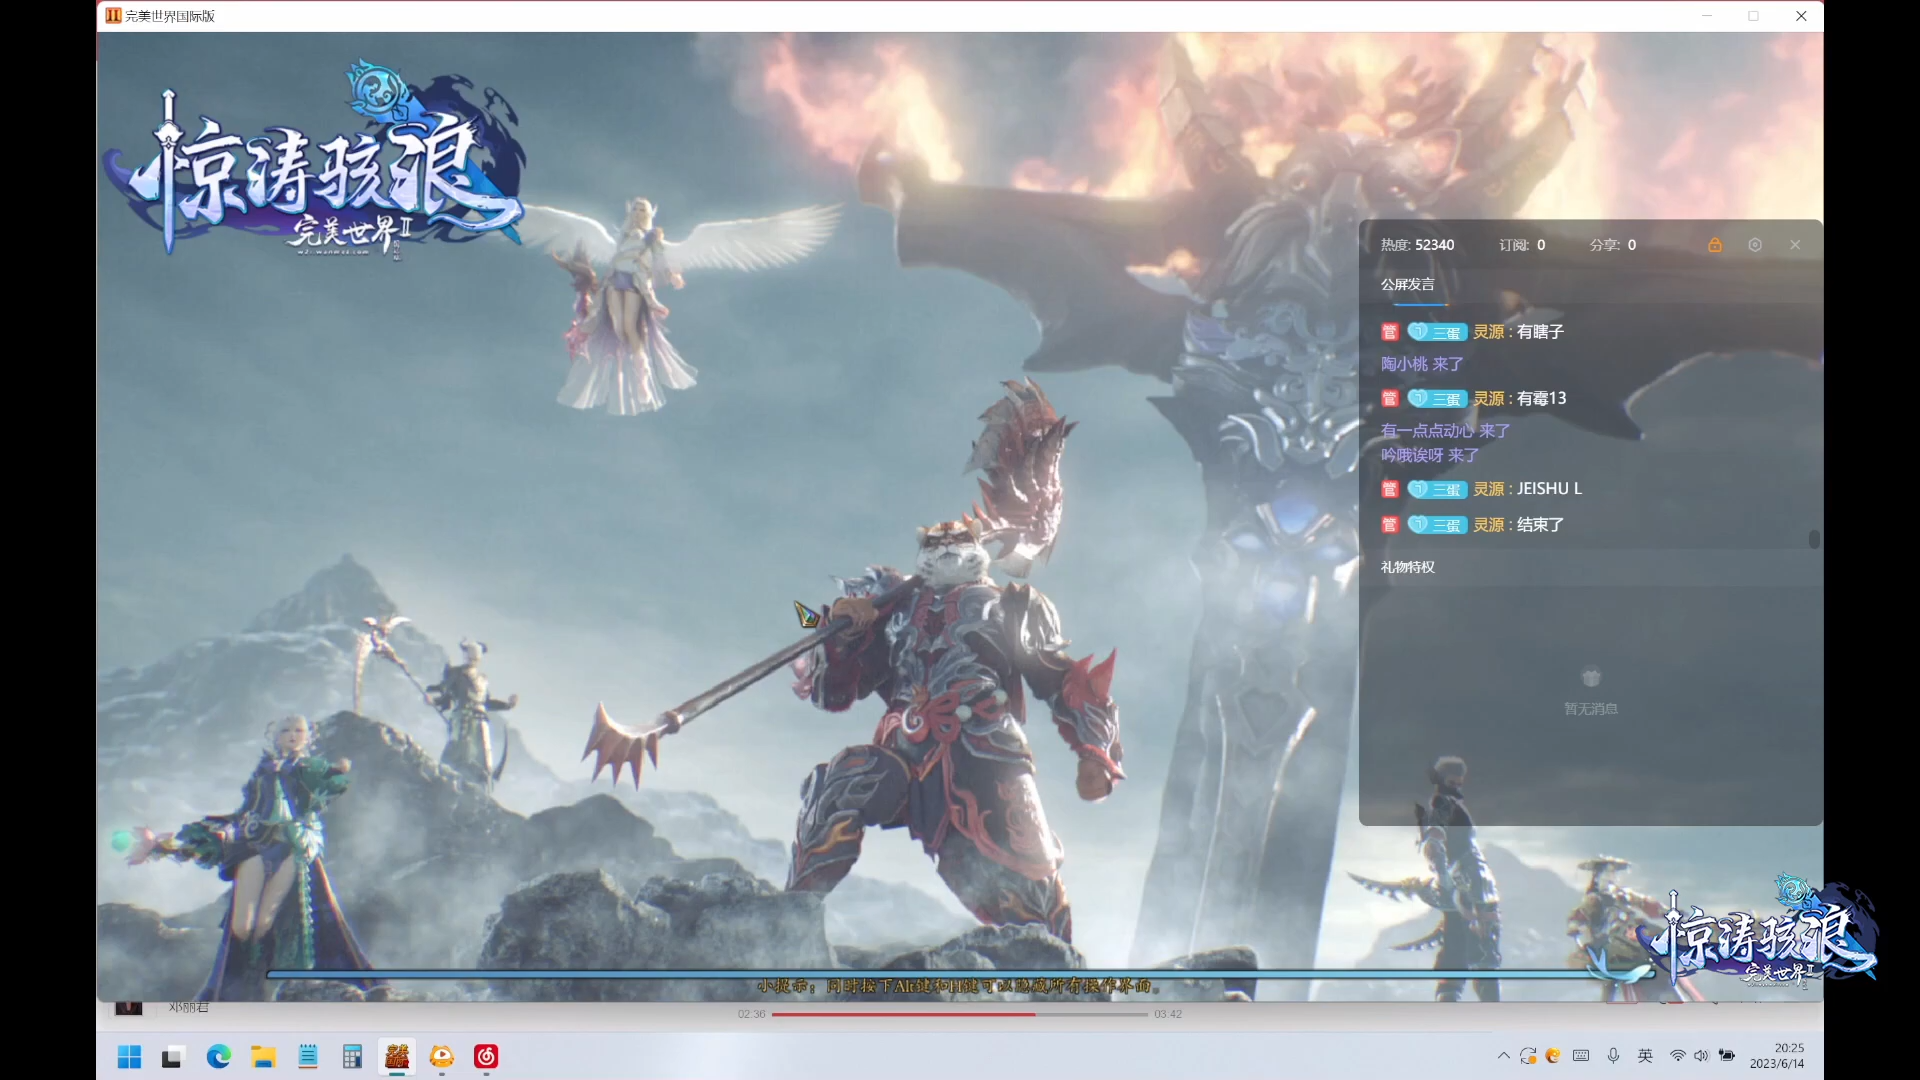 完美世界国际版
惊涛骇浪
完美世界II
热度: 52340 订阅: 0 分享: 0
公屏发言
管 三蛋 灵源 : 有瞎子
陶小桃 来了
管 三蛋 灵源 : 有霉13
有一点点动心 来了
吟哦诶呀 来了
管 三蛋 灵源 : JEISHU L
管 三蛋 灵源 : 结束了
礼物特权
暂无消息
惊涛骇浪
完美世界II
小提示：同时按下Alt键和H键可以隐藏所有操作界面。
邓丽君
02:36 03:42
英
20:25
2023/6/14